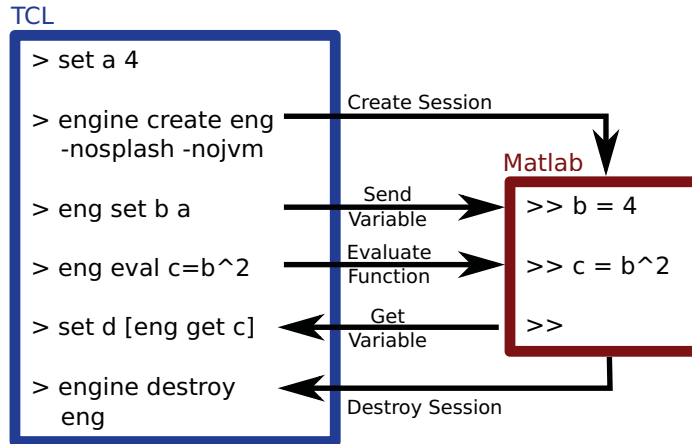 TCL
> set a 4
> engine create eng
-nosplash -nojvm
Create Session
Matlab
> eng set b a
Send
Variable
>> b = 4
> eng eval c=b^2
Evaluate
Function
>> c = b^2
> set d [eng get c]
Get
Variable
>>
> engine destroy
eng
Destroy Session